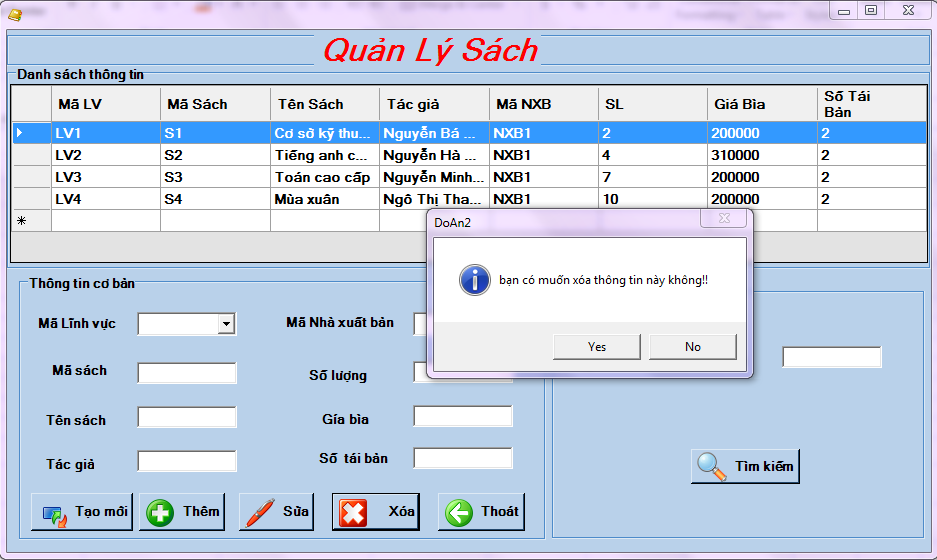 Quản Lý Sách
Danh sách thông tin
Mã LV Mã Sách Tên Sách Tác giả Mã NXB SL Giá Bìa Số Tái Bản
LV1 S1 Cơ sở kỹ thu... Nguyễn Bá ... NXB1 2 200000 2
LV2 S2 Tiếng anh c... Nguyễn Hà ... NXB1 4 310000 2
LV3 S3 Toán cao cấp Nguyễn Minh... NXB1 7 200000 2
LV4 S4 Mùa xuân Ngô Thị Tha... NXB1 10 200000 2
DoAn2
bạn có muốn xóa thông tin này không!!
Yes No
Thông tin cơ bản
Mã Lĩnh vực Mã Nhà xuất bản
Mã sách Số lượng
Tên sách Gía bìa
Tác giả Số tái bản
Tìm kiếm
Tạo mới Thêm Sửa Xóa Thoát